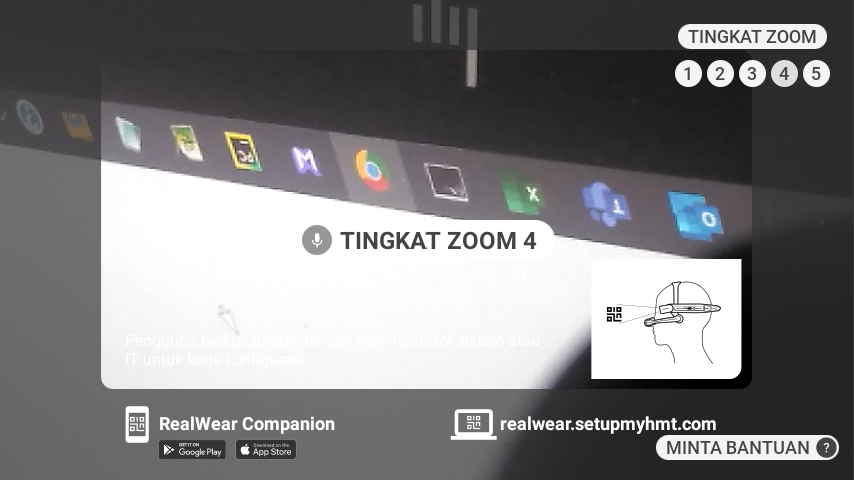 TINGKAT ZOOM
1 2 3 4 5
PC
M
X
T
O
TINGKAT ZOOM 4
Pengguna berkonsultasi dengan administrator sistem atau
IT untuk kode konfigurasi.
RealWear Companion
GET IT ON
Google Play
Download on the
App Store
realwear.setupmyhmt.com
MINTA BANTUAN ?